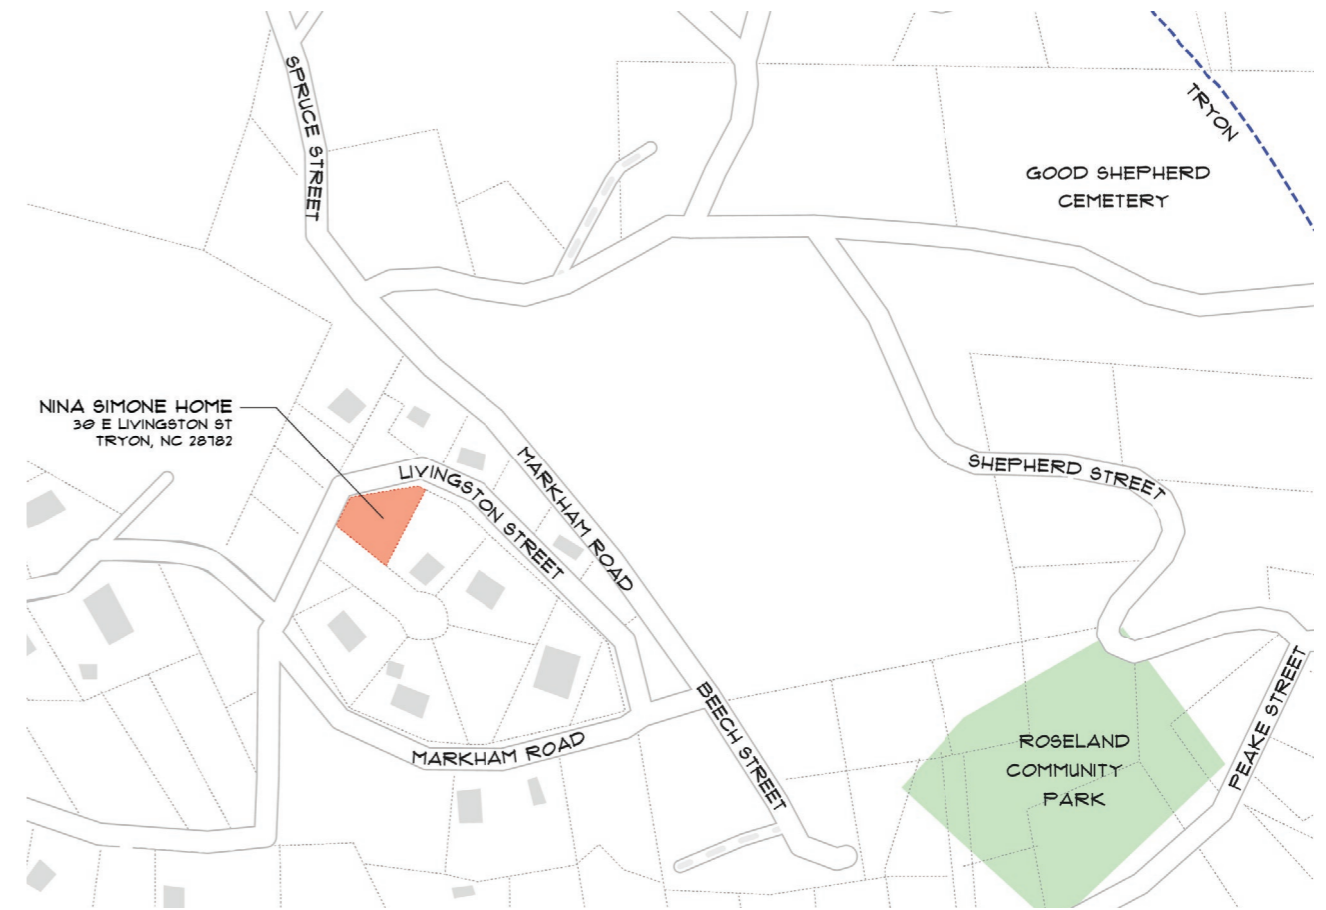 SPRUCE STREET
TRYON
GOOD SHEPHERD
CEMETERY
NINA SIMONE HOME
30 E LIVINGSTON ST
TRYON, NC 28782
LIVINGSTON STREET
MARKHAM ROAD
SHEPHERD STREET
MARKHAM ROAD
BEECH STREET
ROSELAND
COMMUNITY
PARK
PEAKE STREET